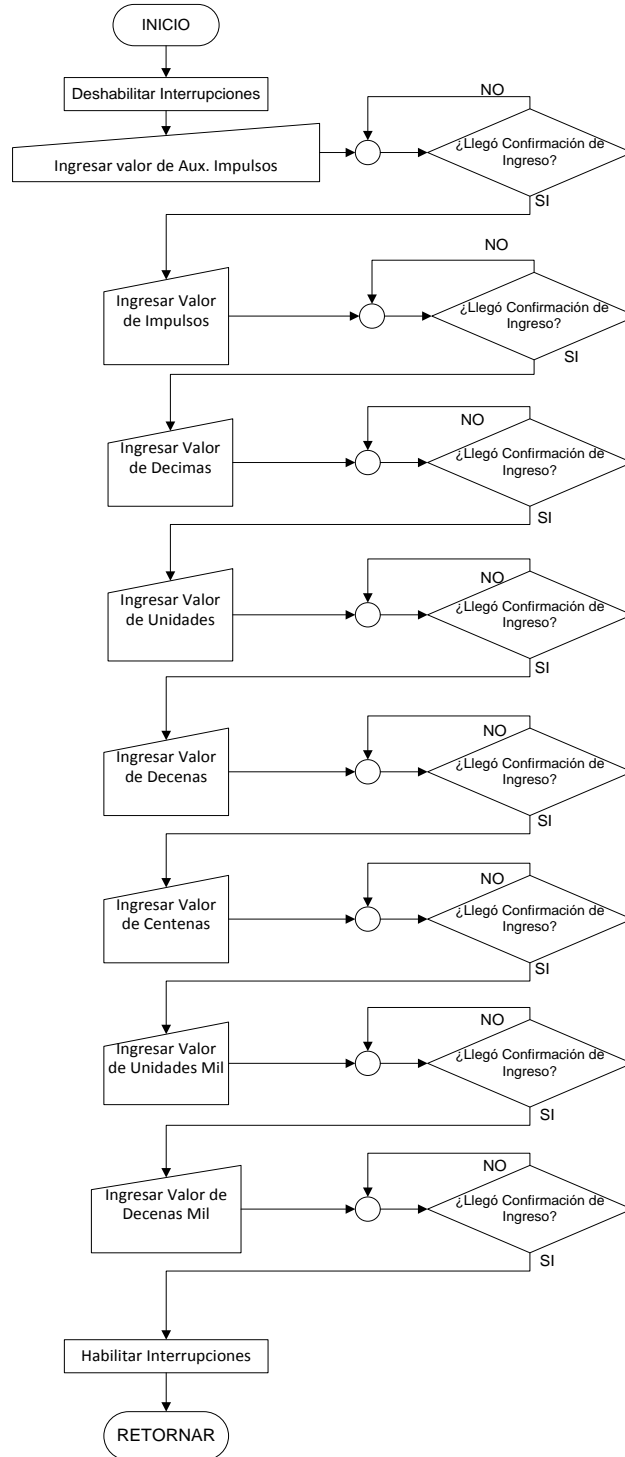 INICIO
Deshabilitar Interrupciones
NO
Ingresar valor de Aux. Impulsos
¿Llegó Confirmación de
Ingreso?
SI
NO
Ingresar Valor
de Impulsos
¿Llegó Confirmación de
Ingreso?
SI
NO
Ingresar Valor
de Decimas
¿Llegó Confirmación de
Ingreso?
SI
NO
Ingresar Valor
de Unidades
¿Llegó Confirmación de
Ingreso?
SI
NO
Ingresar Valor
de Decenas
¿Llegó Confirmación de
Ingreso?
SI
NO
Ingresar Valor
de Centenas
¿Llegó Confirmación de
Ingreso?
SI
NO
Ingresar Valor
de Unidades Mil
¿Llegó Confirmación de
Ingreso?
SI
NO
Ingresar Valor de
Decenas Mil
¿Llegó Confirmación de
Ingreso?
SI
Habilitar Interrupciones
RETORNAR